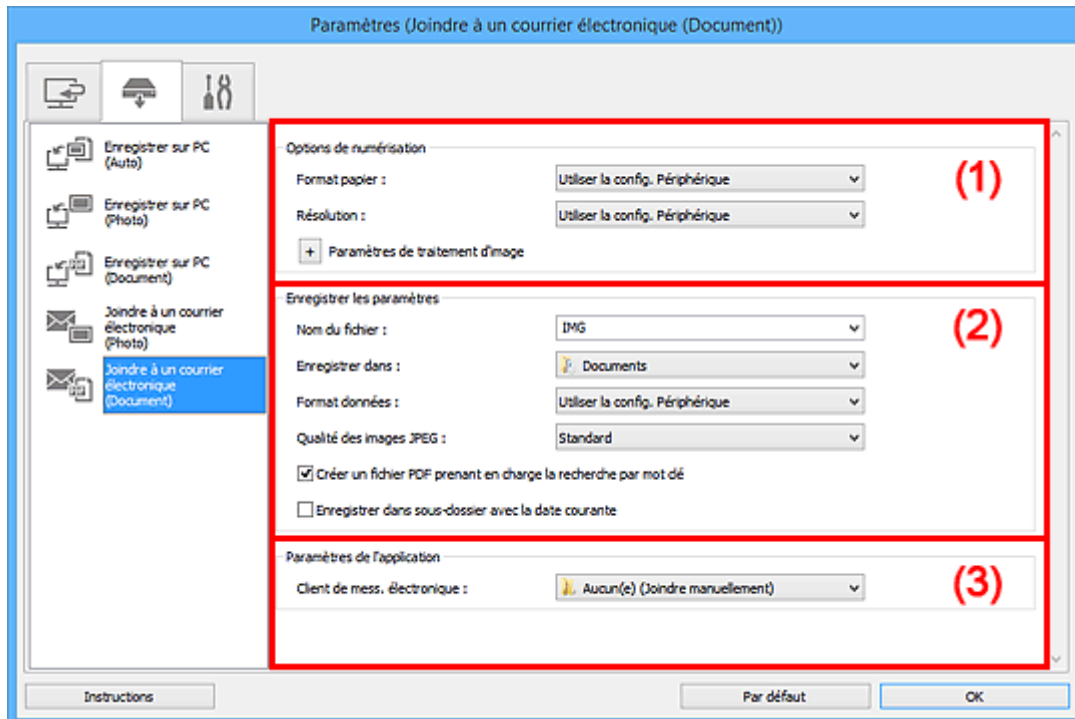 Paramètres (Joindre à un courrier électronique (Document))
Enregistrer sur PC
(Auto)
Enregistrer sur PC
(Photo)
Enregistrer sur PC
(Document)
Joindre à un courrier
électronique
(Photo)
Joindre à un courrier
électronique
(Document)
Options de numérisation
(1)
Format papier : Utiliser la config. Périphérique
Résolution : Utiliser la config. Périphérique
+ Paramètres de traitement d'image
Enregistrer les paramètres
(2)
Nom du fichier : IMG
Enregistrer dans : Documents
Format données : Utiliser la config. Périphérique
Qualité des images JPEG : Standard
Créer un fichier PDF prenant en charge la recherche par mot clé
Enregistrer dans sous-dossier avec la date courante
Paramètres de l'application
(3)
Client de mess. électronique : Aucun(e) (Joindre manuellement)
Instructions
Par défaut
OK